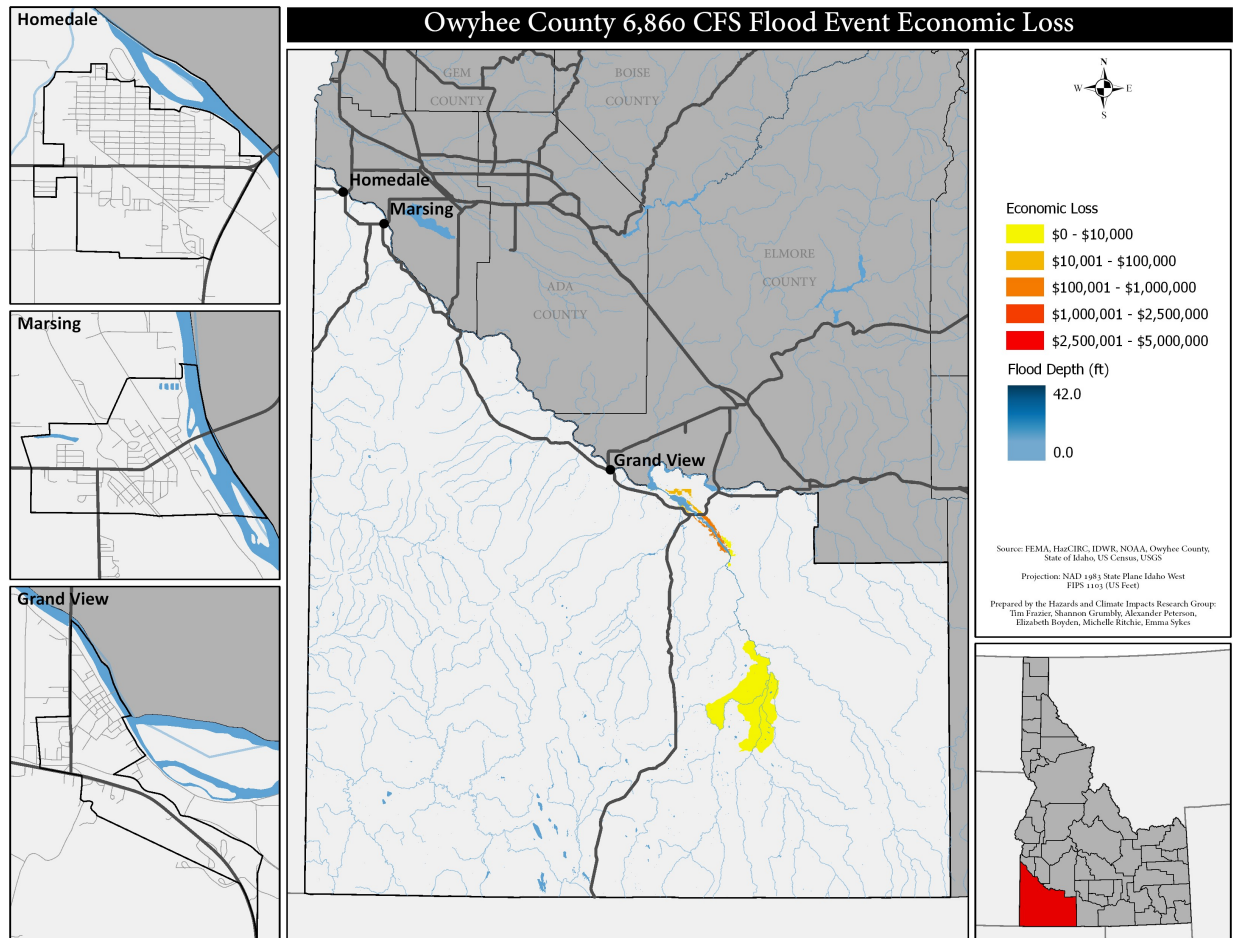 Owyhee County 6,860 CFS Flood Event Economic Loss
Homedale
Marsing
Grand View
GEM
COUNTY
BOISE
COUNTY
Homedale
Marsing
ADA
COUNTY
ELMORE
COUNTY
Grand View
N
W
E
S
Economic Loss
$0 - $10,000
$10,001 - $100,000
$100,001 - $1,000,000
$1,000,001 - $2,500,000
$2,500,001 - $5,000,000
Flood Depth (ft)
42.0
0.0
Source: FEMA, HazCIRC, IDWR, NOAA, Owyhee County,
State of Idaho, US Census, USGS
Projection: NAD 1983 State Plane Idaho West
FIPS 1103 (US Feet)
Prepared by the Hazards and Climate Impacts Research Group:
Tim Frazier, Shannon Grumbly, Alexander Peterson,
Elizabeth Boyden, Michelle Ritchie, Emma Sykes